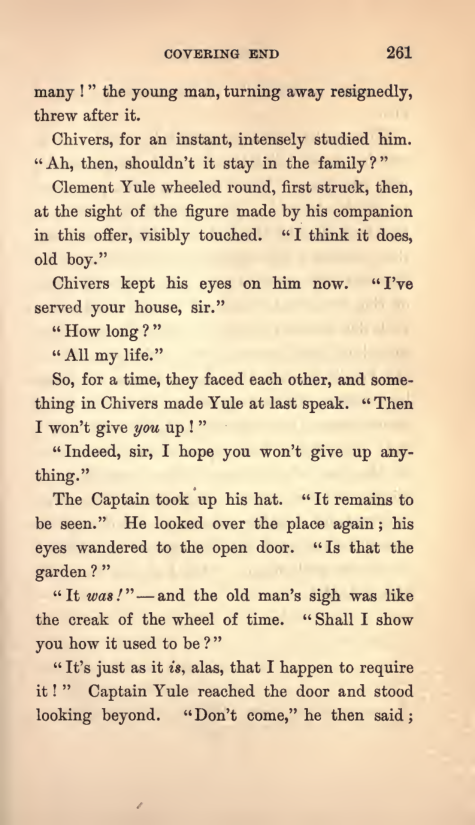 COVERING END 261
many ! " the young man, turning away resignedly,
threw after it.
Chivers, for an instant, intensely studied him.
" Ah, then, shouldn't it stay in the family ? "
Clement Yule wheeled round, first struck, then,
at the sight of the figure made by his companion
in this offer, visibly touched. " I think it does,
old boy."
Chivers kept his eyes on him now. " I've
served your house, sir."
" How long ? "
" All my life."
So, for a time, they faced each other, and some-
thing in Chivers made Yule at last speak. " Then
I won't give you up ! "
" Indeed, sir, I hope you won't give up any-
thing."
The Captain took up his hat. " It remains to
be seen." He looked over the place again ; his
eyes wandered to the open door. " Is that the
garden ? "
" It was ! " — and the old man's sigh was like
the creak of the wheel of time. " Shall I show
you how it used to be ? "
" It's just as it is, alas, that I happen to require
it ! " Captain Yule reached the door and stood
looking beyond. " Don't come," he then said ;